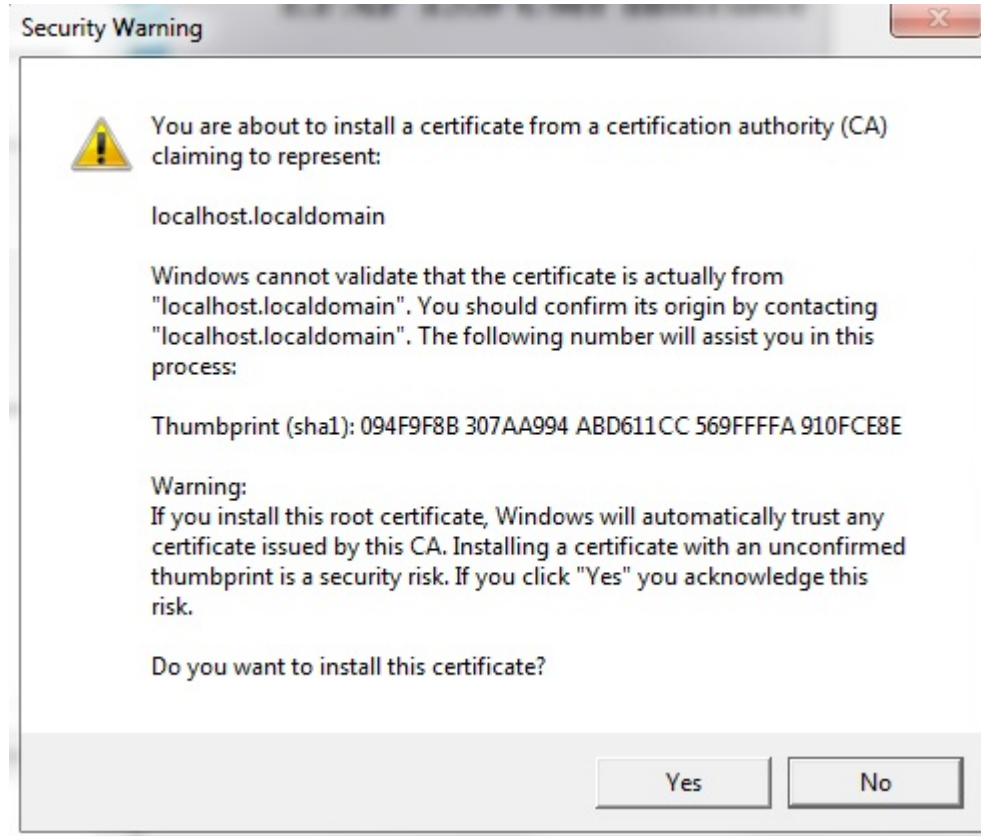 Security Warning
You are about to install a certificate from a certification authority (CA)
claiming to represent:
localhost.localdomain
Windows cannot validate that the certificate is actually from
"localhost.localdomain". You should confirm its origin by contacting
"localhost.localdomain". The following number will assist you in this
process:
Thumbprint (sha1): 094F9F8B 307AA994 ABD611CC 569FFFFA 910FCE8E
Warning:
If you install this root certificate, Windows will automatically trust any
certificate issued by this CA. Installing a certificate with an unconfirmed
thumbprint is a security risk. If you click "Yes" you acknowledge this
risk.
Do you want to install this certificate?
Yes No